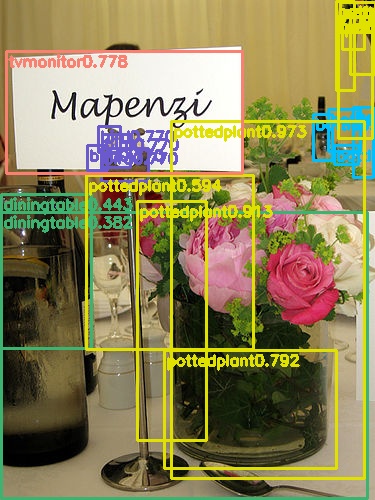 tvmonitor0.778
Mapenzi
pottedplant0.973
pottedplant0.594
diningtable0.443
pottedplant0.913
diningtable0.382
pottedplant0.792